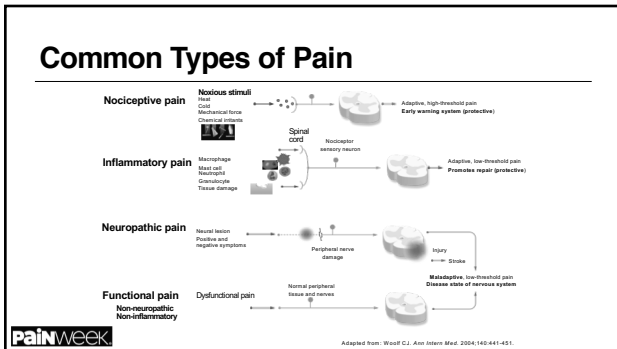 Common Types of Pain
Nociceptive pain
Noxious stimuli
Heat
Cold
Mechanical force
Chemical irritants
Adaptive, high-threshold pain
Early warning system (protective)
Spinal
cord
Nociceptor
sensory neuron
Inflammatory pain
Macrophage
Mast cell
Neutrophil
Granulocyte
Tissue damage
Adaptive, low-threshold pain
Promotes repair (protective)
Neuropathic pain
Neural lesion
Positive and
negative symptoms
Peripheral nerve
damage
Injury
Stroke
Maladaptive, low-threshold pain
Disease state of nervous system
Functional pain
Non-neuropathic
Non-inflammatory
Dysfunctional pain
Normal peripheral
tissue and nerves
PAINWEEK.
Adapted from: Woolf CJ. Ann Intern Med. 2004;140:441-451.